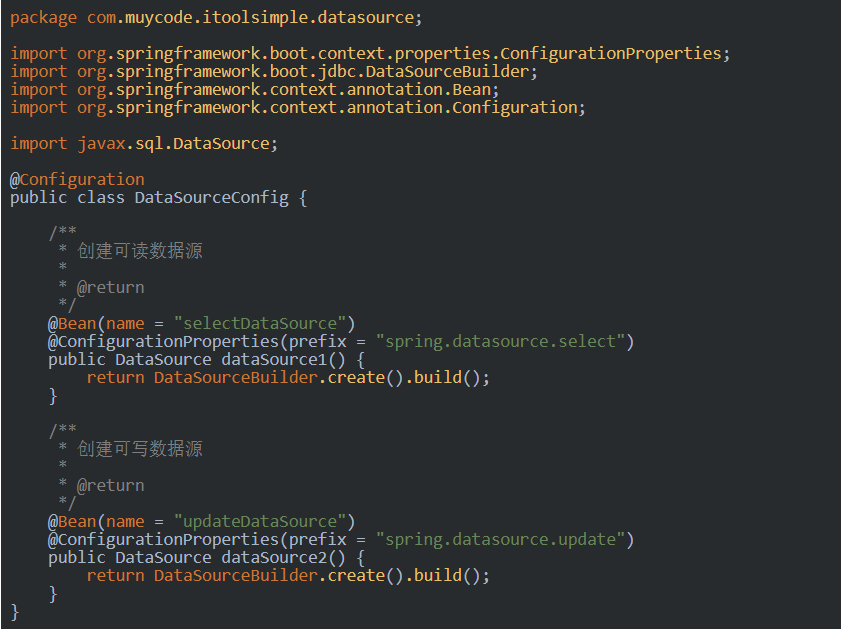 package com.muycode.itoolsimple.datasource;
import org.springframework.boot.context.properties.ConfigurationProperties;
import org.springframework.boot.jdbc.DataSourceBuilder;
import org.springframework.context.annotation.Bean;
import org.springframework.context.annotation.Configuration;
import javax.sql.DataSource;
@Configuration
public class DataSourceConfig {
    /**
     * 创建可读数据源
     *
     * @return
     */
    @Bean(name = "selectDataSource")
    @ConfigurationProperties(prefix = "spring.datasource.select")
    public DataSource dataSource1() {
        return DataSourceBuilder.create().build();
    }
    /**
     * 创建可写数据源
     *
     * @return
     */
    @Bean(name = "updateDataSource")
    @ConfigurationProperties(prefix = "spring.datasource.update")
    public DataSource dataSource2() {
        return DataSourceBuilder.create().build();
    }
}